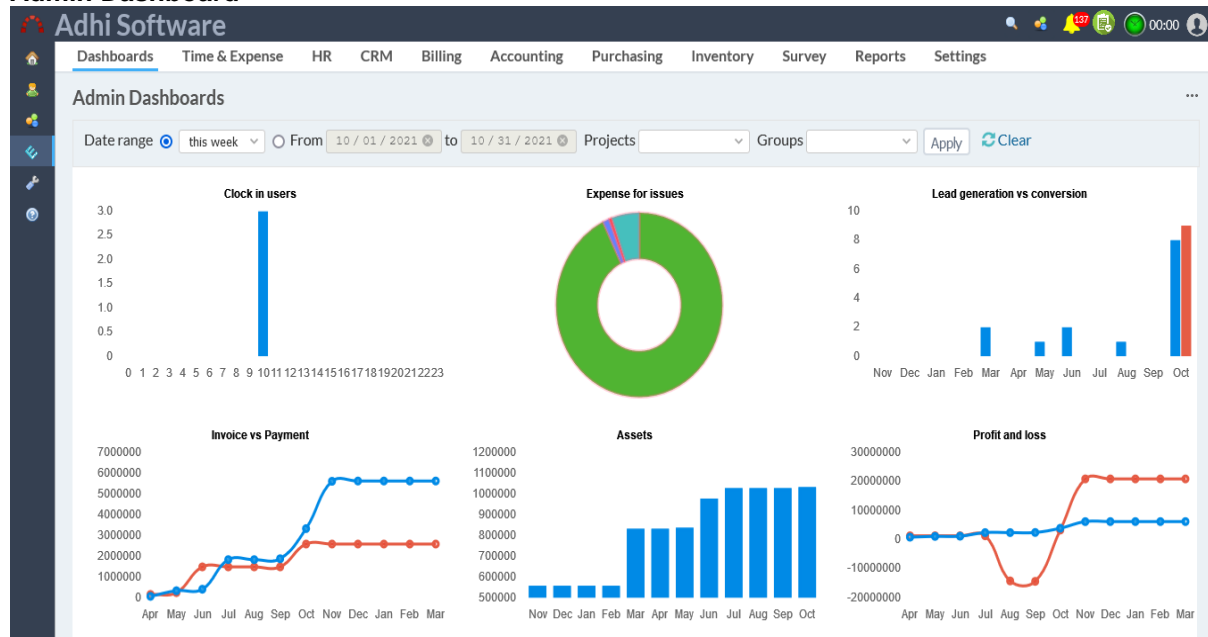 Admin Dashboard
Adhi Software
137
00:00
Dashboards Time & Expense HR CRM Billing Accounting Purchasing Inventory Survey Reports Settings
Admin Dashboards
...
Date range this week From 10 / 01 / 2021 to 10 / 31 / 2021 Projects Groups Apply Clear
Clock in users
3.0
2.5
2.0
1.5
1.0
0.5
0
0 1 2 3 4 5 6 7 8 9 10 11 12 13 14 15 16 17 18 19 20 21 22 23
Expense for issues
Lead generation vs conversion
10
8
6
4
2
0
Nov Dec Jan Feb Mar Apr May Jun Jul Aug Sep Oct
Invoice vs Payment
7000000
6000000
5000000
4000000
3000000
2000000
1000000
0
Apr May Jun Jul Aug Sep Oct Nov Dec Jan Feb Mar
Assets
1200000
1100000
1000000
900000
800000
700000
600000
500000
Nov Dec Jan Feb Mar Apr May Jun Jul Aug Sep Oct
Profit and loss
30000000
20000000
10000000
0
-10000000
-20000000
Apr May Jun Jul Aug Sep Oct Nov Dec Jan Feb Mar